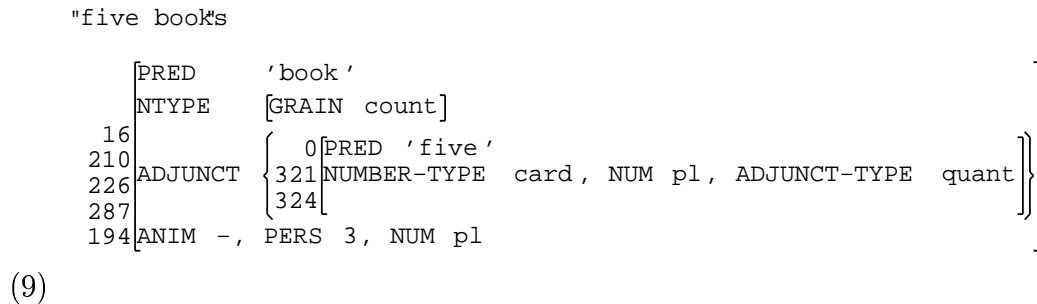 "five books"
PRED 'book'
NTYPE [GRAIN count]
16
0 [PRED 'five'
210
ADJUNCT { 321 NUMBER-TYPE card, NUM pl, ADJUNCT-TYPE quant ] }
226
324
287
194 ANIM -, PERS 3, NUM pl
(9)